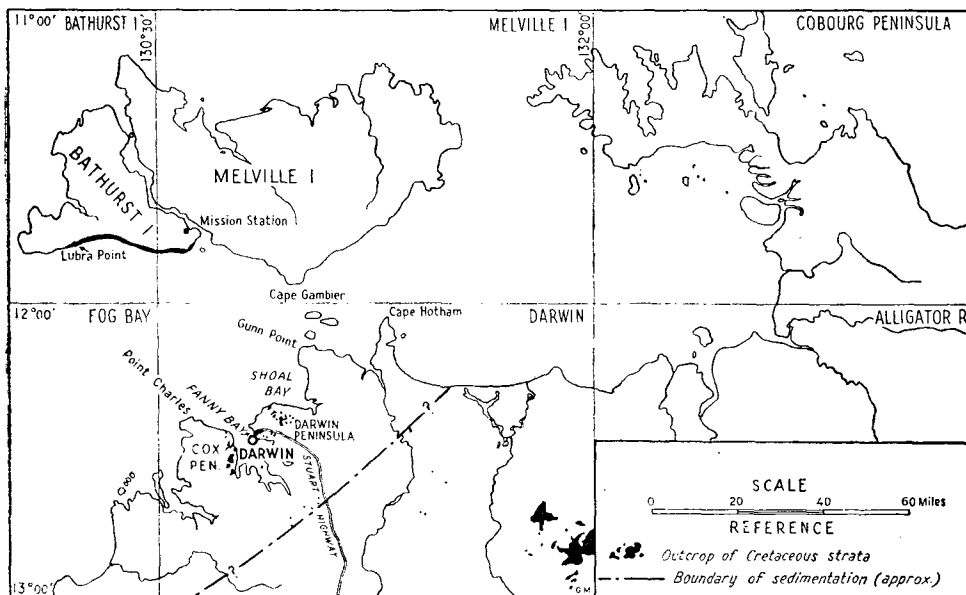 11°00' BATHURST I
130°30'
MELVILLE I
132°00'
COBOURG PENINSULA
BATHURST I
MELVILLE I
Mission Station
Lubra Point
Cape Gambier
12°00'
FOG BAY
Gunn Point
Cape Hotham
DARWIN
ALLIGATOR R
Point Charles
FANNY BAY
SHOAL
BAY
DARWIN
PENINSULA
COX
PEN.
DARWIN
STUART HIGHWAY
?
?
SCALE
0 20 40 60 Miles
REFERENCE
Outcrop of Cretaceous strata
Boundary of sedimentation (approx.)
G.M.
13°00'